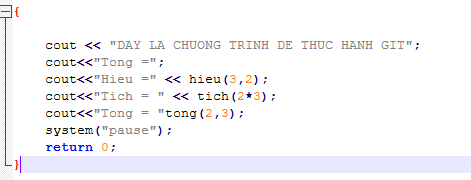 {
cout << "DAY LA CHUONG TRINH DE THUC HANH GIT";
cout<<"Tong =";
cout<<"Hieu =" << hieu(3,2);
cout<<"Tich = " << tich(2*3);
cout<<"Tong = "tong(2,3);
system("pause");
return 0;
}